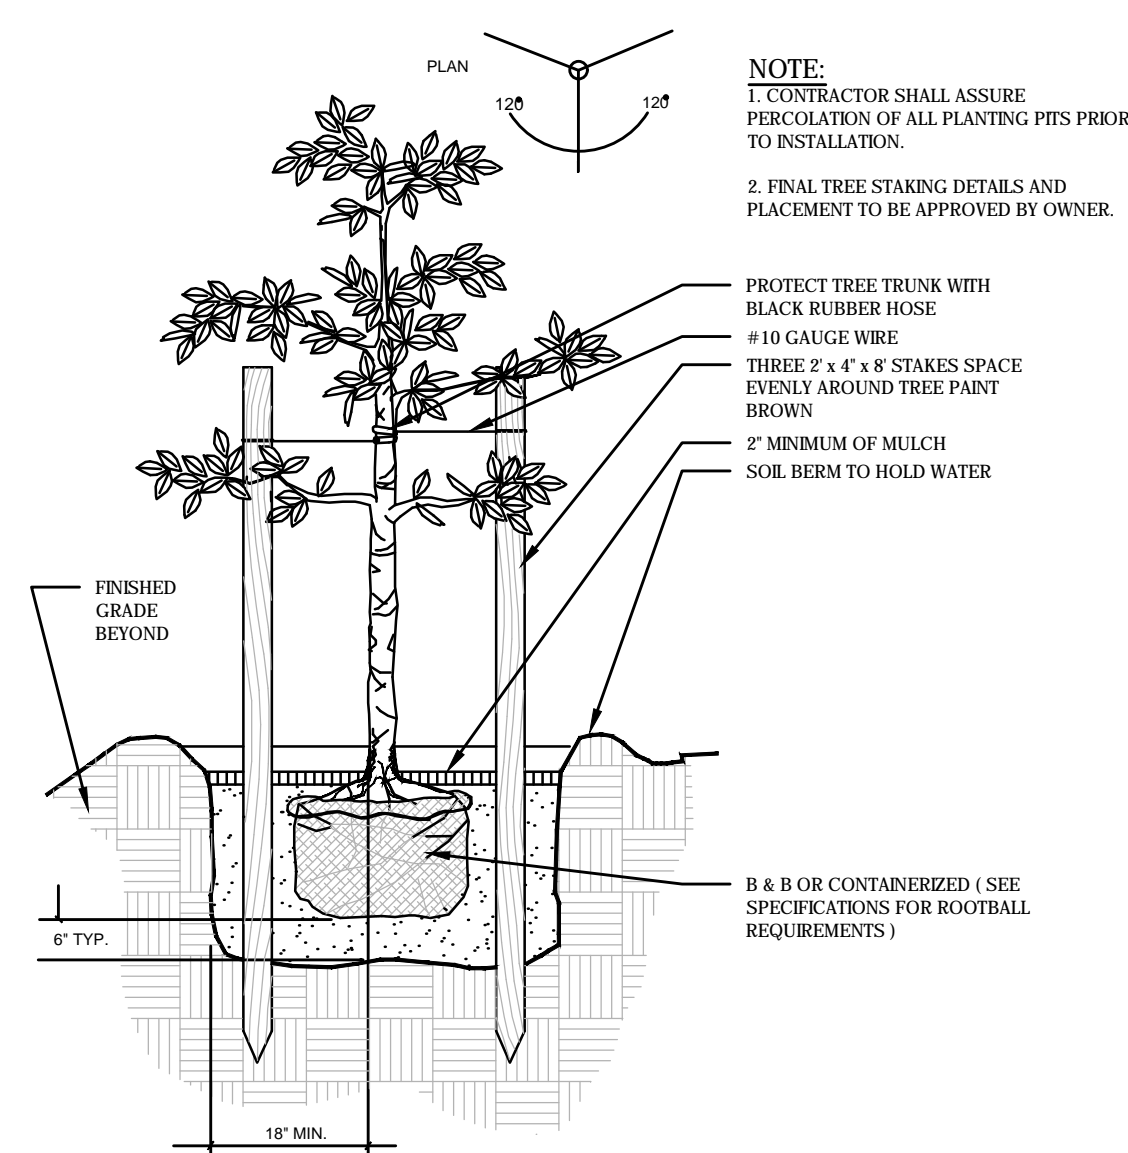 PLAN
120°
120°
NOTE:
1. CONTRACTOR SHALL ASSURE
PERCOLATION OF ALL PLANTING PITS PRIOR
TO INSTALLATION.
2. FINAL TREE STAKING DETAILS AND
PLACEMENT TO BE APPROVED BY OWNER.
PROTECT TREE TRUNK WITH
BLACK RUBBER HOSE
#10 GAUGE WIRE
THREE 2' x 4" x 8' STAKES SPACE
EVENLY AROUND TREE PAINT
BROWN
2" MINIMUM OF MULCH
SOIL BERM TO HOLD WATER
FINISHED
GRADE
BEYOND
B & B OR CONTAINERIZED ( SEE
SPECIFICATIONS FOR ROOTBALL
REQUIREMENTS )
6" TYP.
18" MIN.